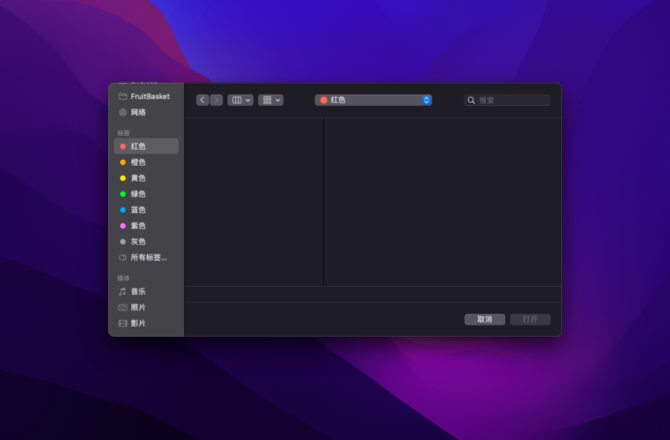 FruitBasket
网络
标签
红色
橙色
黄色
绿色
蓝色
紫色
灰色
所有标签...
媒体
音乐
照片
影片
红色
搜索
取消
打开